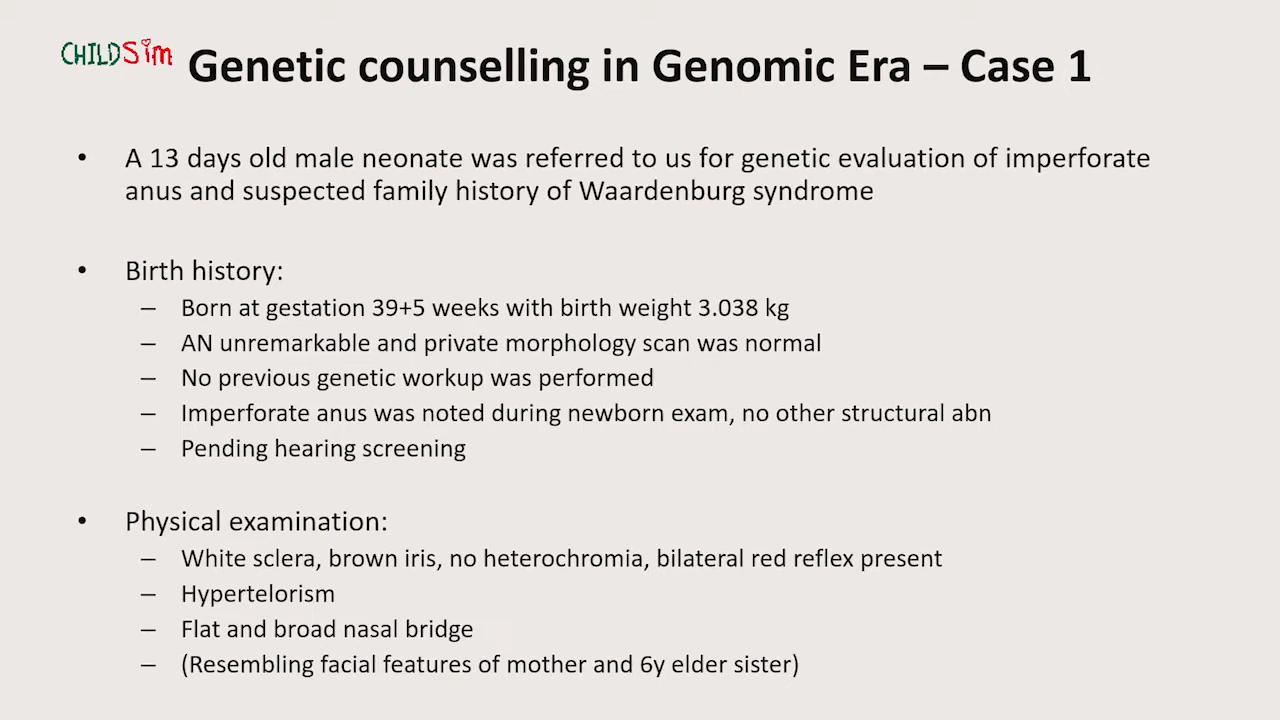 CHILDSiM
Genetic counselling in Genomic Era – Case 1
• A 13 days old male neonate was referred to us for genetic evaluation of imperforate
anus and suspected family history of Waardenburg syndrome
• Birth history:
– Born at gestation 39+5 weeks with birth weight 3.038 kg
– AN unremarkable and private morphology scan was normal
– No previous genetic workup was performed
– Imperforate anus was noted during newborn exam, no other structural abn
– Pending hearing screening
• Physical examination:
– White sclera, brown iris, no heterochromia, bilateral red reflex present
– Hypertelorism
– Flat and broad nasal bridge
– (Resembling facial features of mother and 6y elder sister)